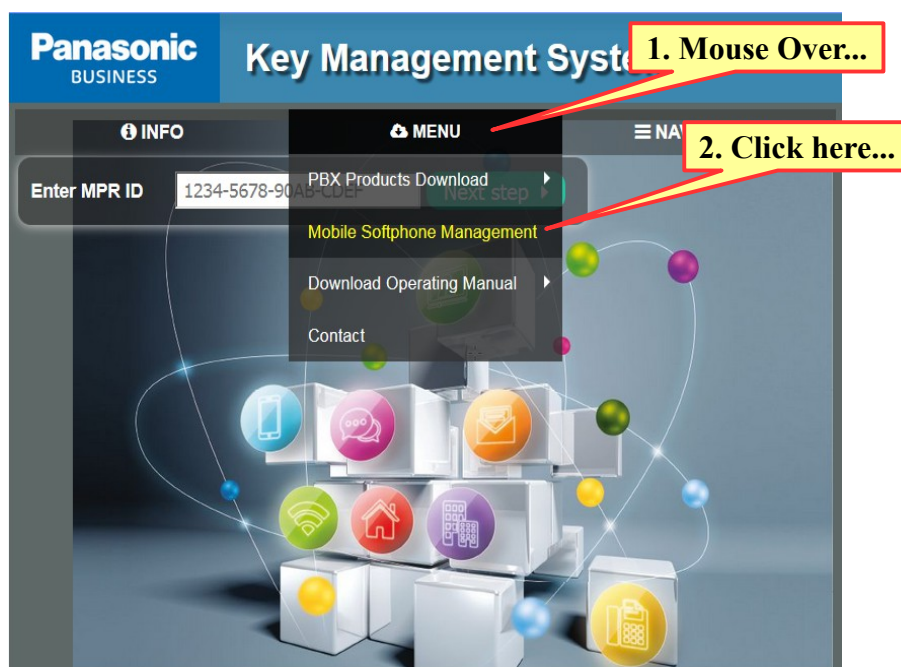 Panasonic
BUSINESS
Key Management Syste
1. Mouse Over...
INFO
MENU
NAV
2. Click here...
Enter MPR ID
1234-5678-90AB-CDEF
Next step
PBX Products Download
Mobile Softphone Management
Download Operating Manual
Contact